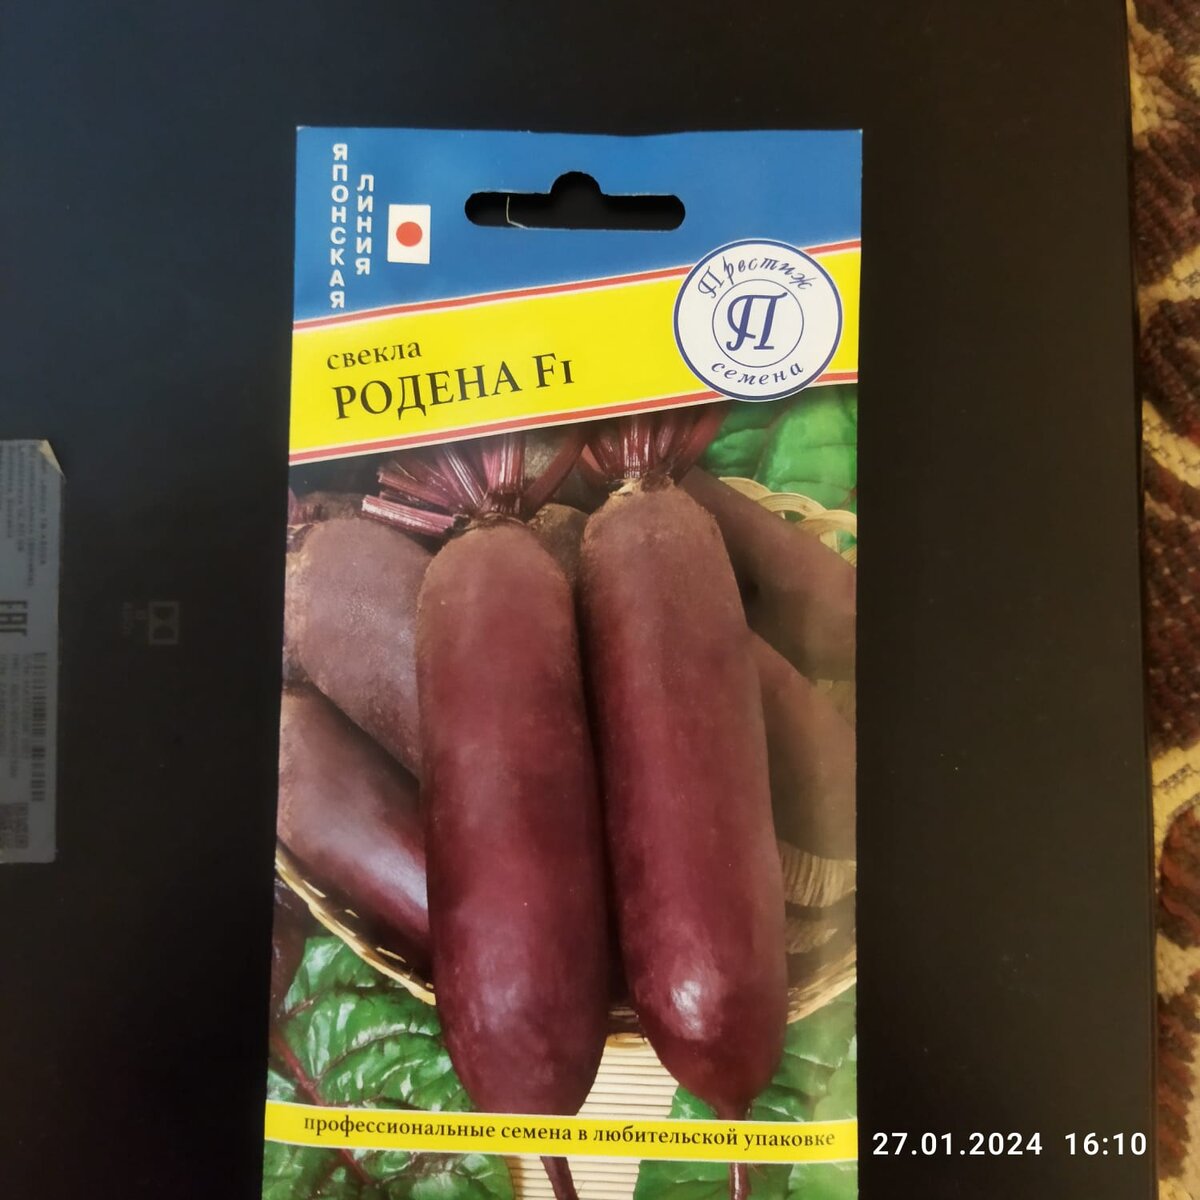 ЯПОНСКАЯ
ЛИНИЯ
Престиж
П
семена
свекла
РОДЕНА F1
профессиональные семена в любительской упаковке
27.01.2024 16:10